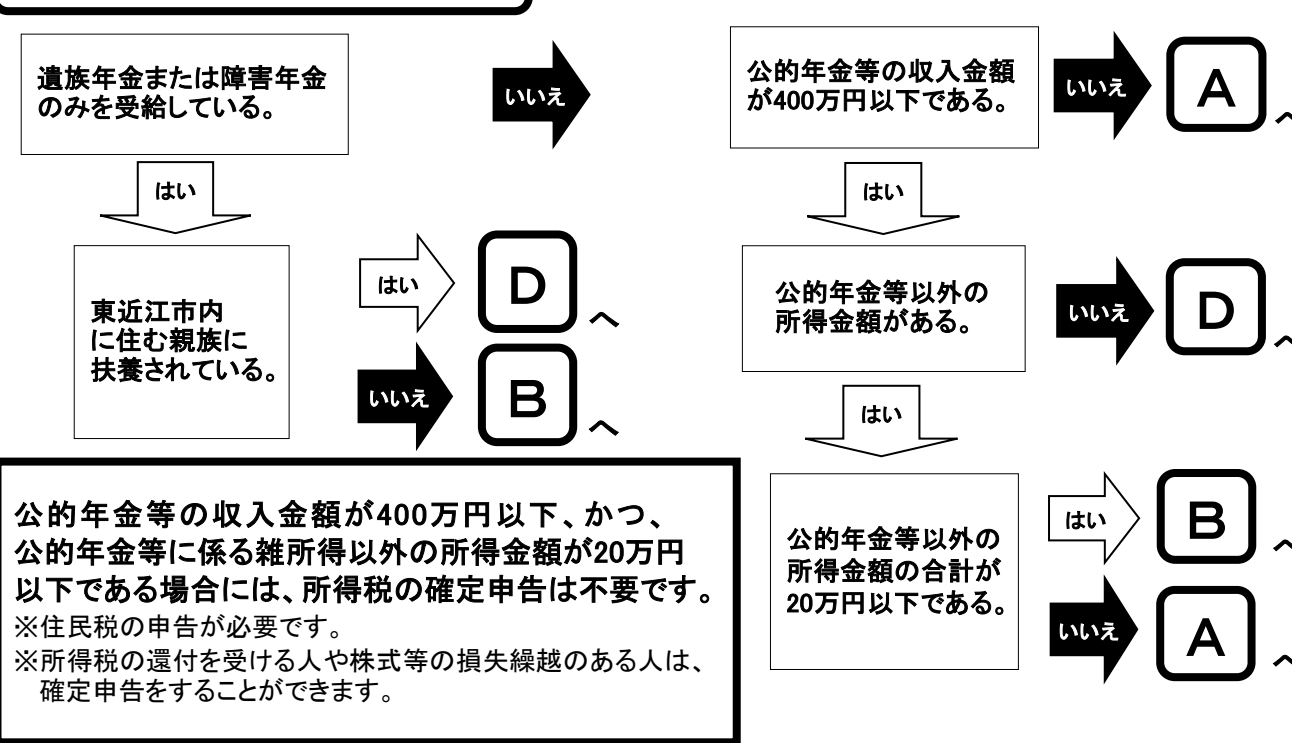 遺族年金または障害年金
のみを受給している。
いいえ
公的年金等の収入金額
が400万円以下である。
いいえ
A
へ
はい
はい
東近江市内
に住む親族に
扶養されている。
はい
D
へ
いいえ
B
へ
公的年金等以外の
所得金額がある。
いいえ
D
へ
はい
公的年金等以外の
所得金額の合計が
20万円以下である。
はい
B
へ
いいえ
A
へ
公的年金等の収入金額が400万円以下、かつ、
公的年金等に係る雑所得以外の所得金額が20万円
以下である場合には、所得税の確定申告は不要です。
※住民税の申告が必要です。
※所得税の還付を受ける人や株式等の損失繰越のある人は、
確定申告をすることができます。